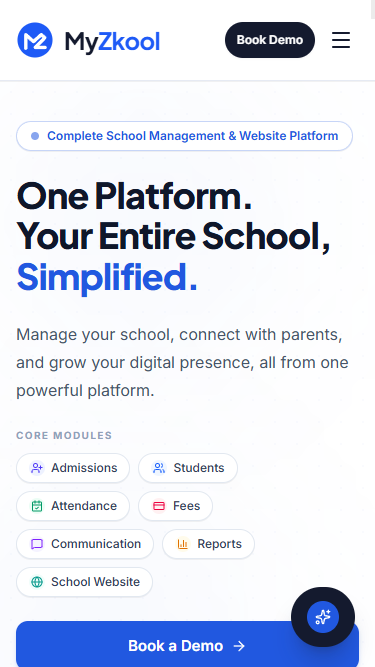 MyZkool
Book Demo
Complete School Management & Website Platform
One Platform.
Your Entire School,
Simplified.
Manage your school, connect with parents,
and grow your digital presence, all from one
powerful platform.
CORE MODULES
Admissions
Students
Attendance
Fees
Communication
Reports
School Website
Book a Demo